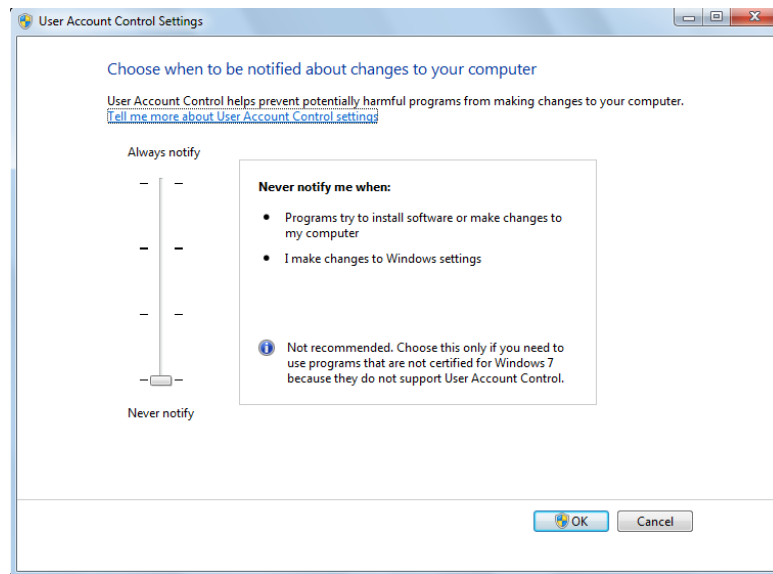 User Account Control Settings
Choose when to be notified about changes to your computer
User Account Control helps prevent potentially harmful programs from making changes to your computer.
Tell me more about User Account Control settings
Always notify
Never notify me when:
Programs try to install software or make changes to
my computer
I make changes to Windows settings
Not recommended. Choose this only if you need to
use programs that are not certified for Windows 7
because they do not support User Account Control.
Never notify
OK
Cancel